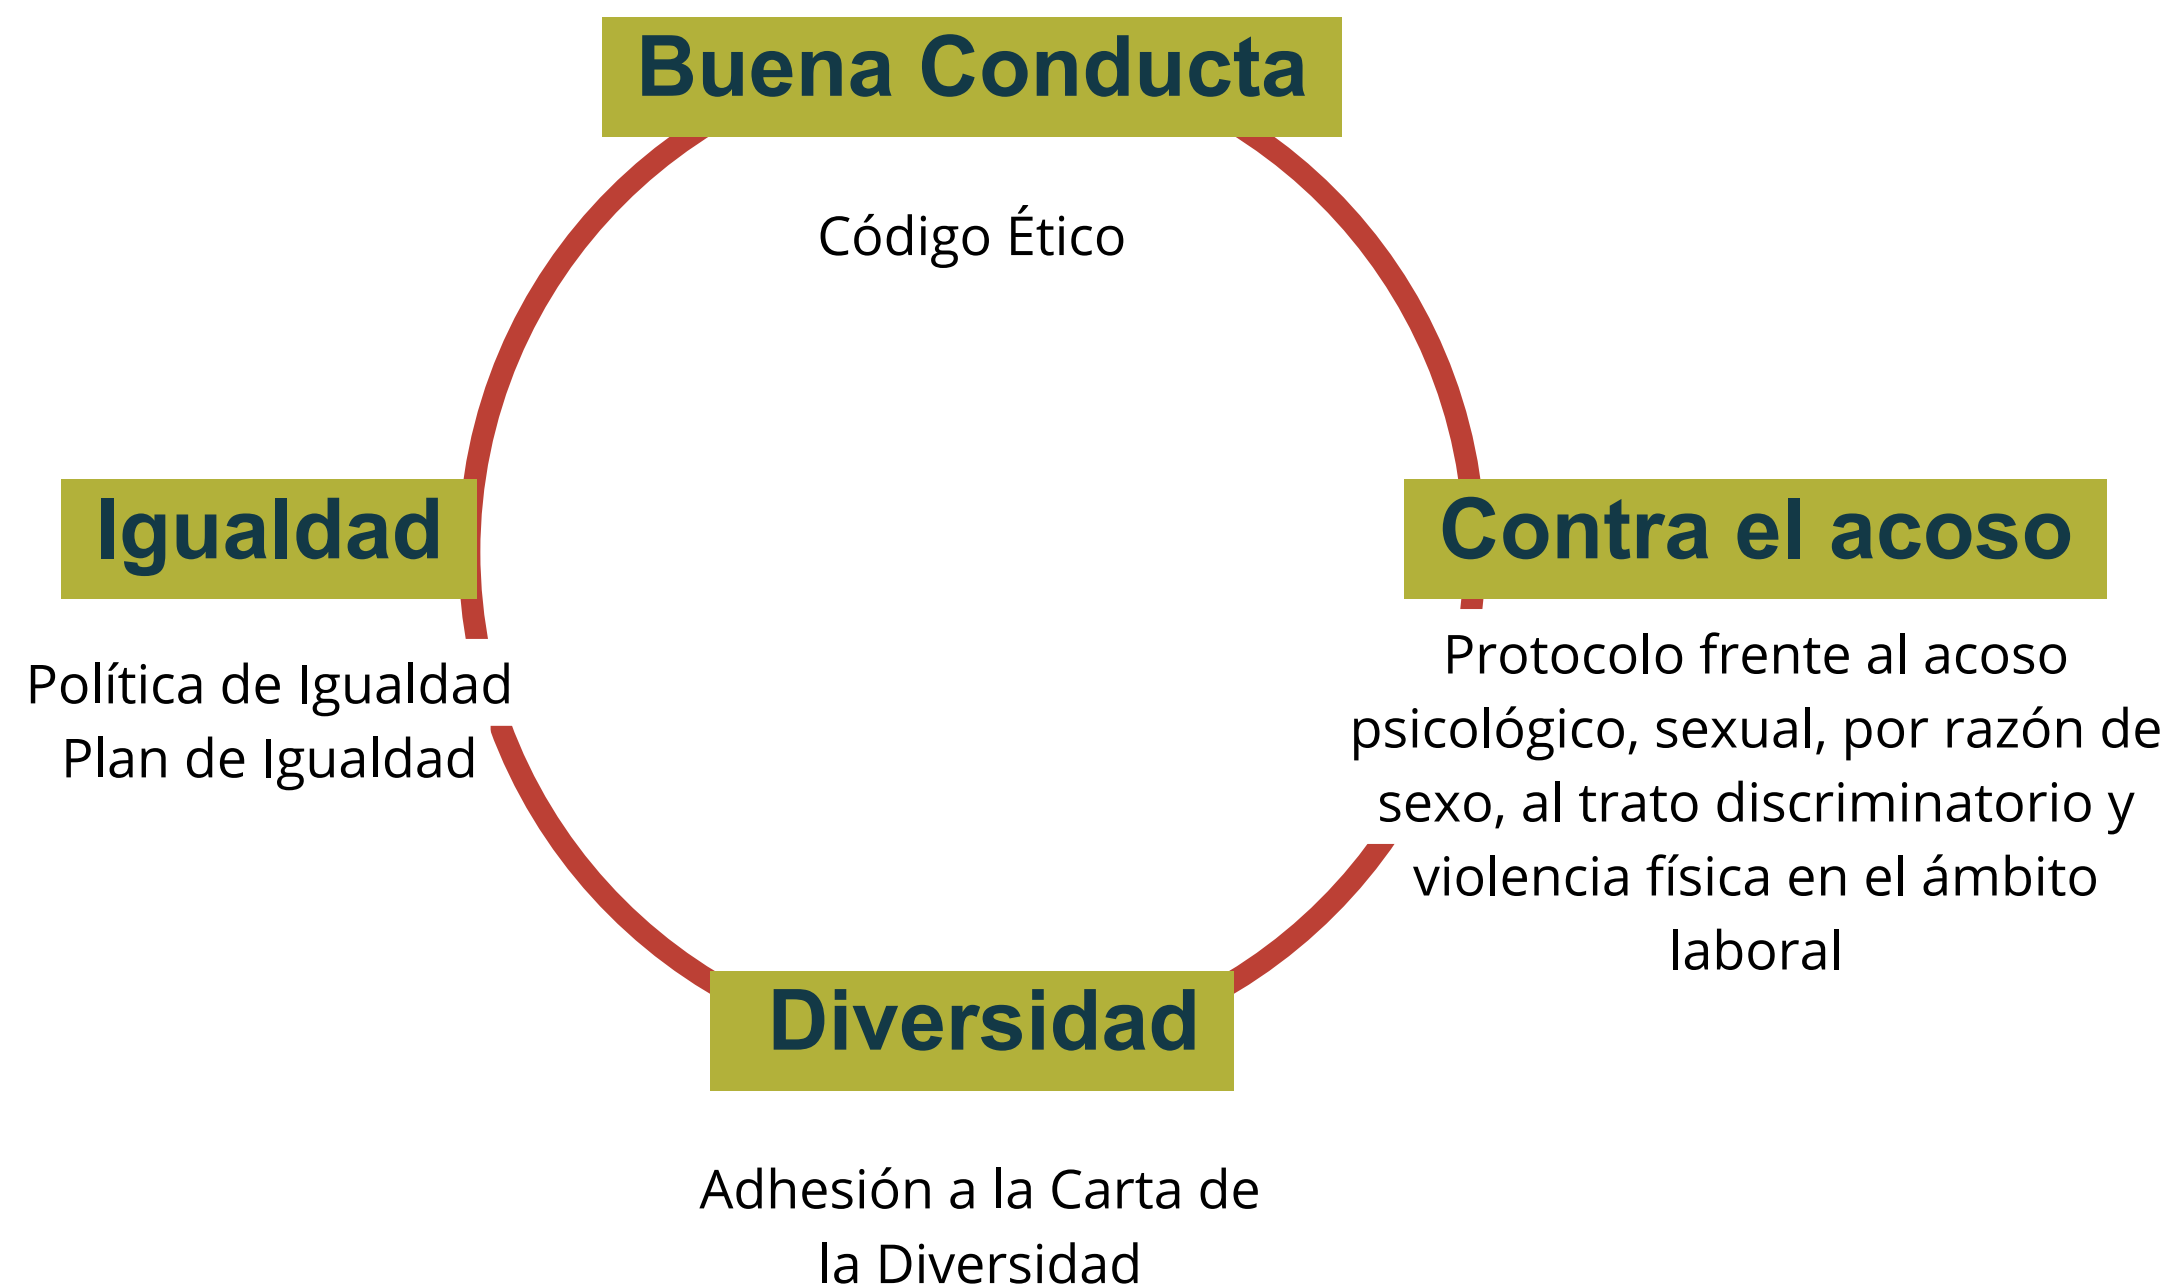 Buena Conducta
Código Ético
Igualdad
Política de Igualdad
Plan de Igualdad
Contra el acoso
Protocolo frente al acoso
psicológico, sexual, por razón de
sexo, al trato discriminatorio y
violencia física en el ámbito
laboral
Diversidad
Adhesión a la Carta de
la Diversidad